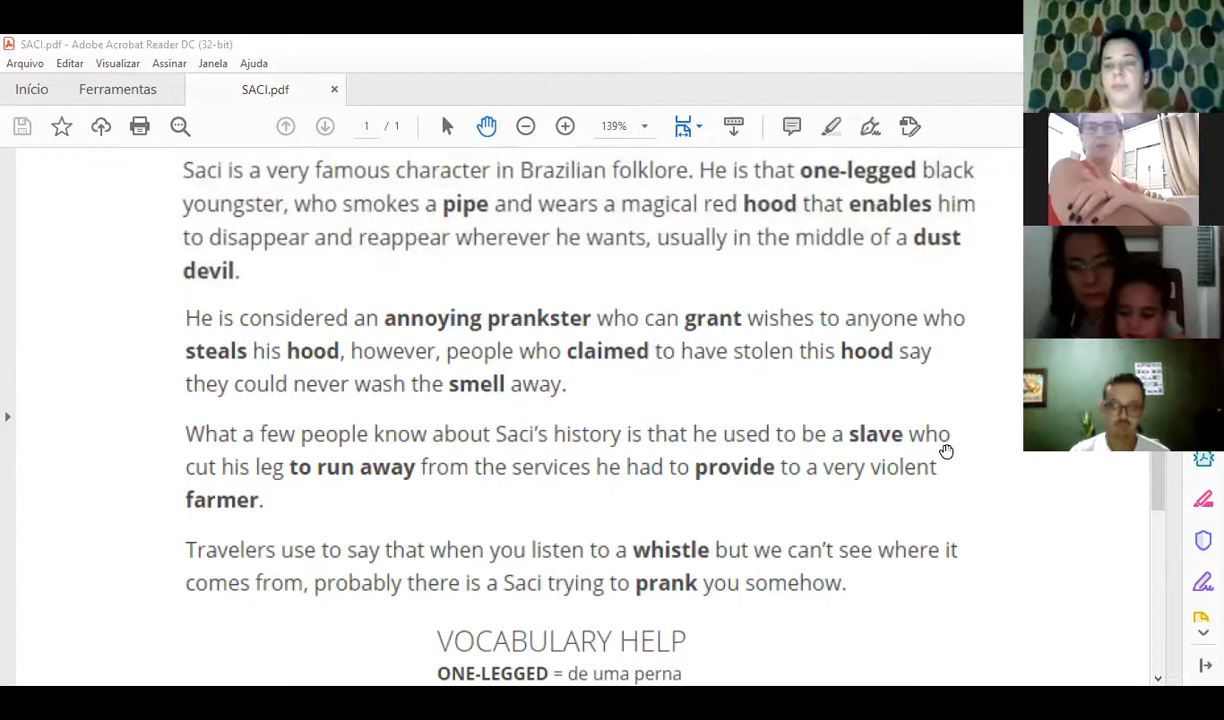 SACI.pdf - Adobe Acrobat Reader DC (32-bit)
Arquivo Editar Visualizar Assinar Janela Ajuda
Início Ferramentas SACI.pdf ×
1 / 1 139%
Saci is a very famous character in Brazilian folklore. He is that one-legged black
youngster, who smokes a pipe and wears a magical red hood that enables him
to disappear and reappear wherever he wants, usually in the middle of a dust
devil.
He is considered an annoying prankster who can grant wishes to anyone who
steals his hood, however, people who claimed to have stolen this hood say
they could never wash the smell away.
What a few people know about Saci’s history is that he used to be a slave who
cut his leg to run away from the services he had to provide to a very violent
farmer.
Travelers use to say that when you listen to a whistle but we can’t see where it
comes from, probably there is a Saci trying to prank you somehow.
VOCABULARY HELP
ONE-LEGGED = de uma perna